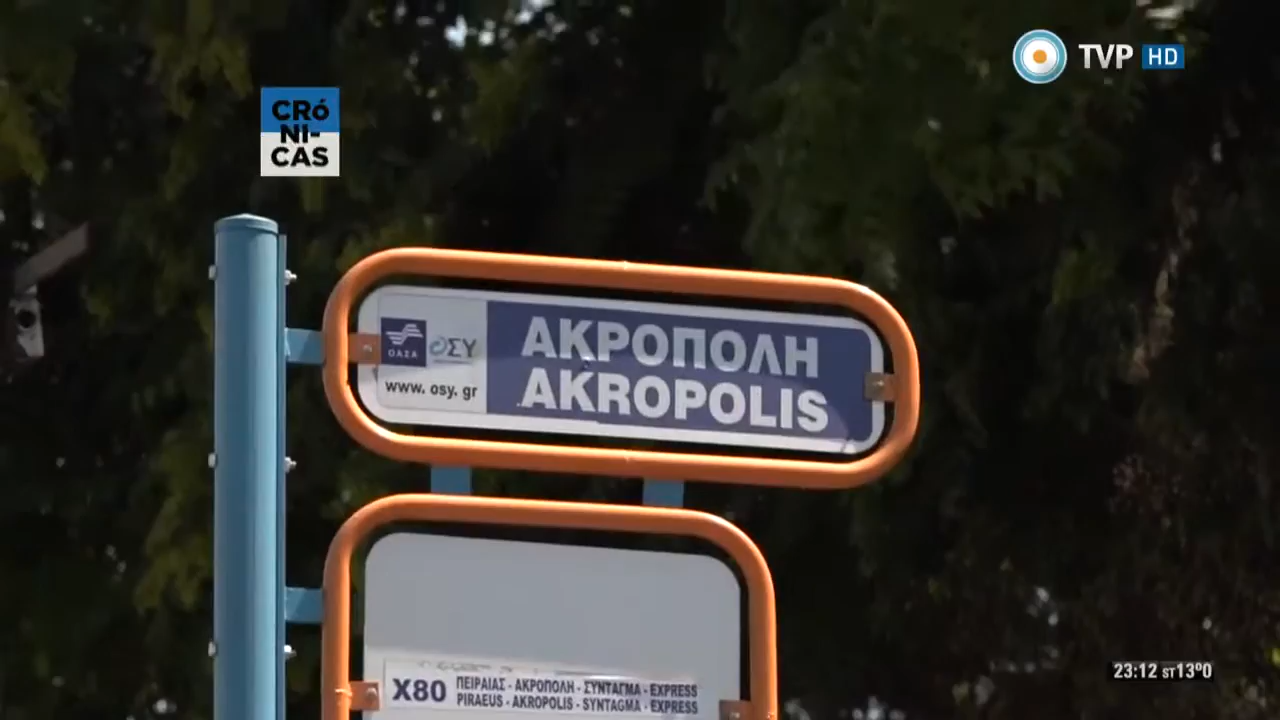 TVP HD
CRó
NI-
CAS
ΟΑΣΑ ΟΣΥ
www. osy. gr
ΑΚΡΟΠΟΛΗ
AKROPOLIS
X80
ΠΕΙΡΑΙΑΣ - ΑΚΡΟΠΟΛΗ - ΣΥΝΤΑΓΜΑ - EXPRESS
PIRAEUS - AKROPOLIS - SYNTAGMA - EXPRESS
23:12 ST 13º0